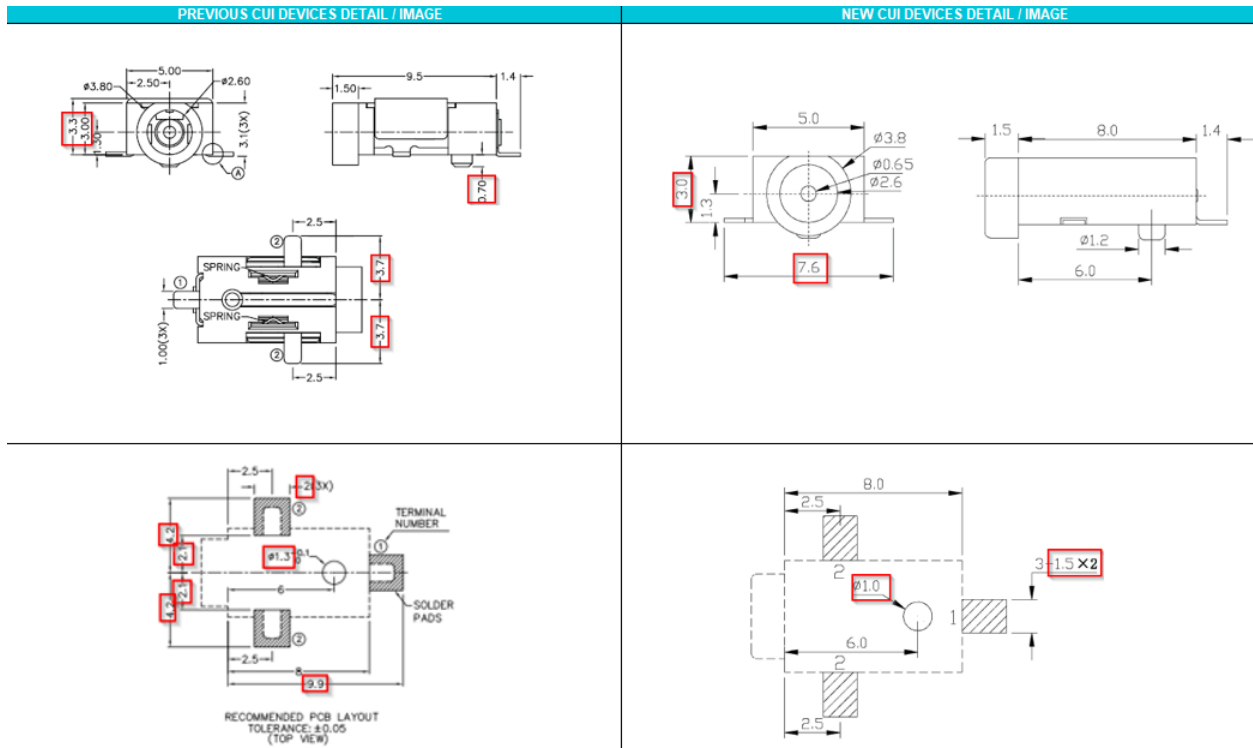 PREVIOUS CUI DEVICES DETAIL / IMAGE
NEW CUI DEVICES DETAIL / IMAGE
5.00
2.50
ø2.60
ø3.80
3.3
3.00
1.30
3.1(3X)
A
9.5
1.4
1.50
0.70
2.5
②
SPRING
①
3.7
SPRING
3.7
②
1.00(3X)
2.5
5.0
ø3.8
ø0.65
ø2.6
3.0
1.3
7.6
1.5
8.0
1.4
ø1.2
6.0
2.5
2(3X)
②
TERMINAL
NUMBER
①
4.2
2.1
ø1.3 +0.1 0
2.1
4.2
6
SOLDER
PADS
②
2.5
8
9.9
RECOMMENDED PCB LAYOUT
TOLERANCE: ±0.05
(TOP VIEW)
8.0
2.5
2
ø1.0
3-1.5×2
1
6.0
2
2.5